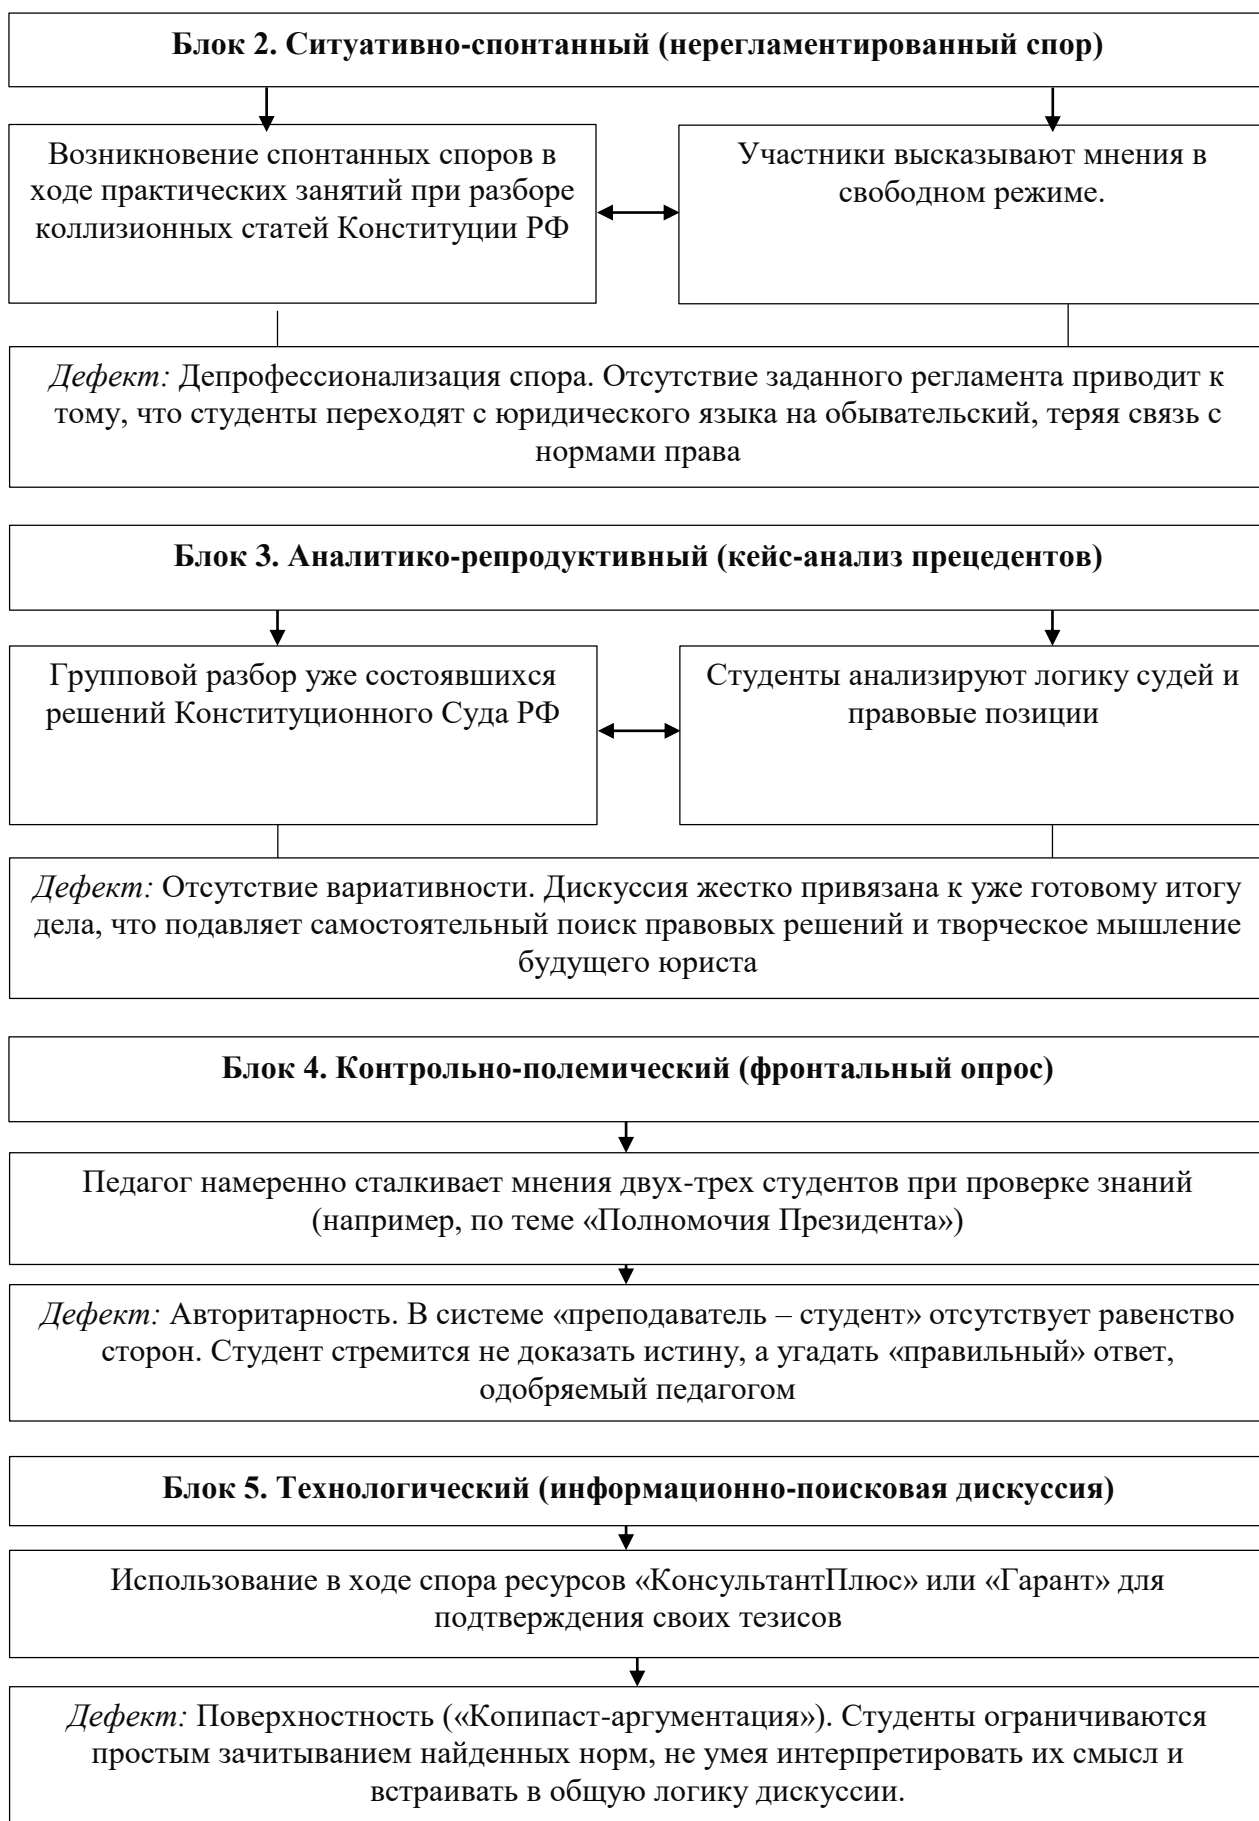 Блок 2. Ситуативно-спонтанный (нерегламентированный спор)
Возникновение спонтанных споров в
ходе практических занятий при разборе
коллизионных статей Конституции РФ
Участники высказывают мнения в
свободном режиме.
Дефект: Депрофессионализация спора. Отсутствие заданного регламента приводит к
тому, что студенты переходят с юридического языка на обывательский, теряя связь с
нормами права
Блок 3. Аналитико-репродуктивный (кейс-анализ прецедентов)
Групповой разбор уже состоявшихся
решений Конституционного Суда РФ
Студенты анализируют логику судей и
правовые позиции
Дефект: Отсутствие вариативности. Дискуссия жестко привязана к уже готовому итогу
дела, что подавляет самостоятельный поиск правовых решений и творческое мышление
будущего юриста
Блок 4. Контрольно-полемический (фронтальный опрос)
Педагог намеренно сталкивает мнения двух-трех студентов при проверке знаний
(например, по теме «Полномочия Президента»)
Дефект: Авторитарность. В системе «преподаватель – студент» отсутствует равенство
сторон. Студент стремится не доказать истину, а угадать «правильный» ответ,
одобряемый педагогом
Блок 5. Технологический (информационно-поисковая дискуссия)
Использование в ходе спора ресурсов «КонсультантПлюс» или «Гарант» для
подтверждения своих тезисов
Дефект: Поверхностность («Копипаст-аргументация»). Студенты ограничиваются
простым зачитыванием найденных норм, не умея интерпретировать их смысл и
встраивать в общую логику дискуссии.